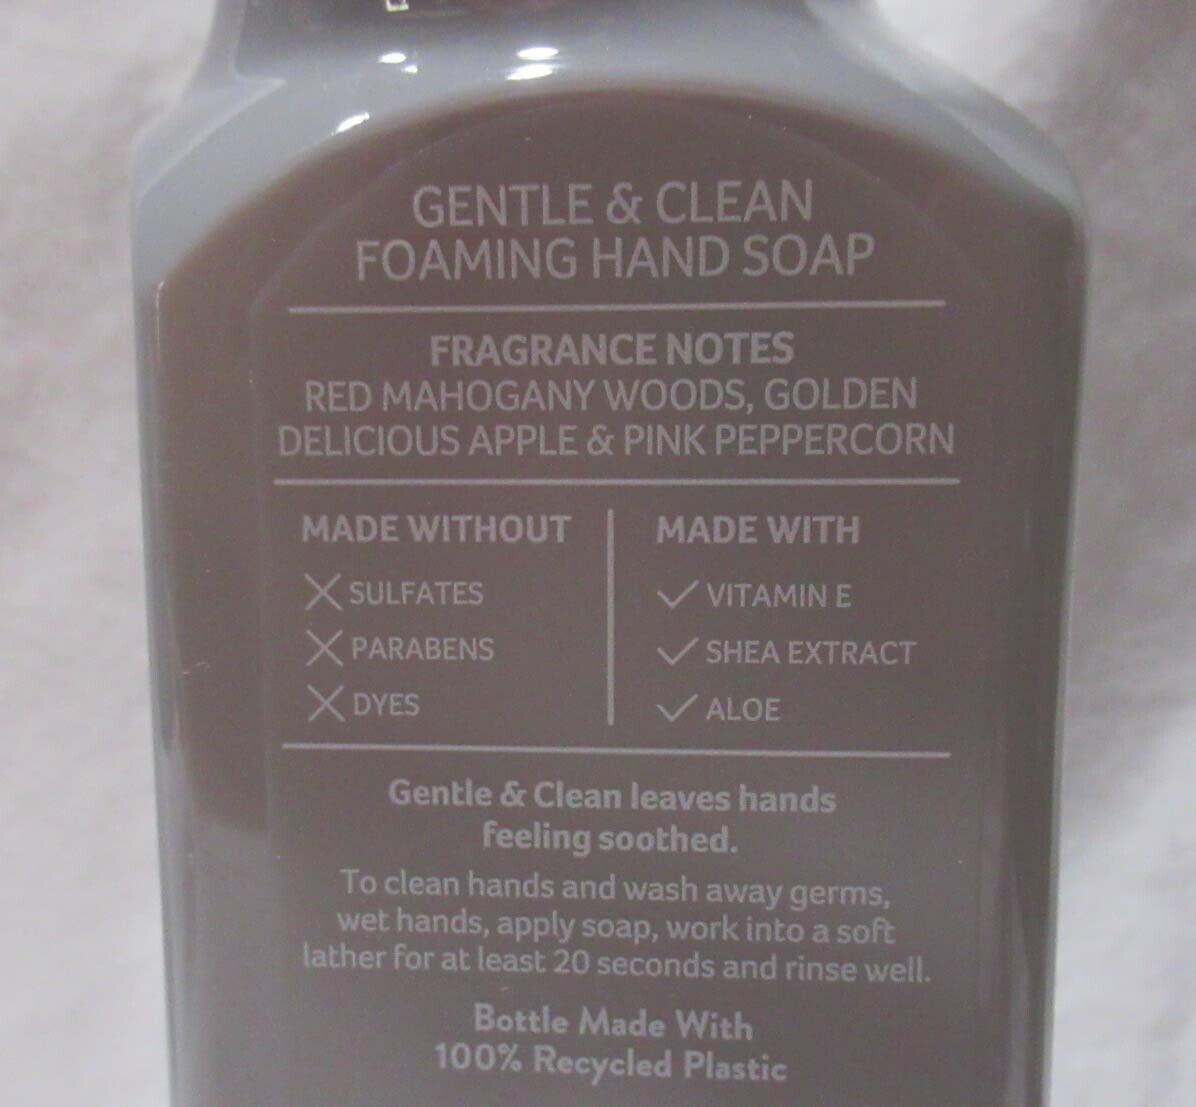 GENTLE & CLEAN
FOAMING HAND SOAP
FRAGRANCE NOTES
RED MAHOGANY WOODS, GOLDEN
DELICIOUS APPLE & PINK PEPPERCORN
MADE WITHOUT
SULFATES
PARABENS
DYES
MADE WITH
VITAMIN E
SHEA EXTRACT
ALOE
Gentle & Clean leaves hands
feeling soothed.
To clean hands and wash away germs,
wet hands, apply soap, work into a soft
lather for at least 20 seconds and rinse well.
Bottle Made With
100% Recycled Plastic